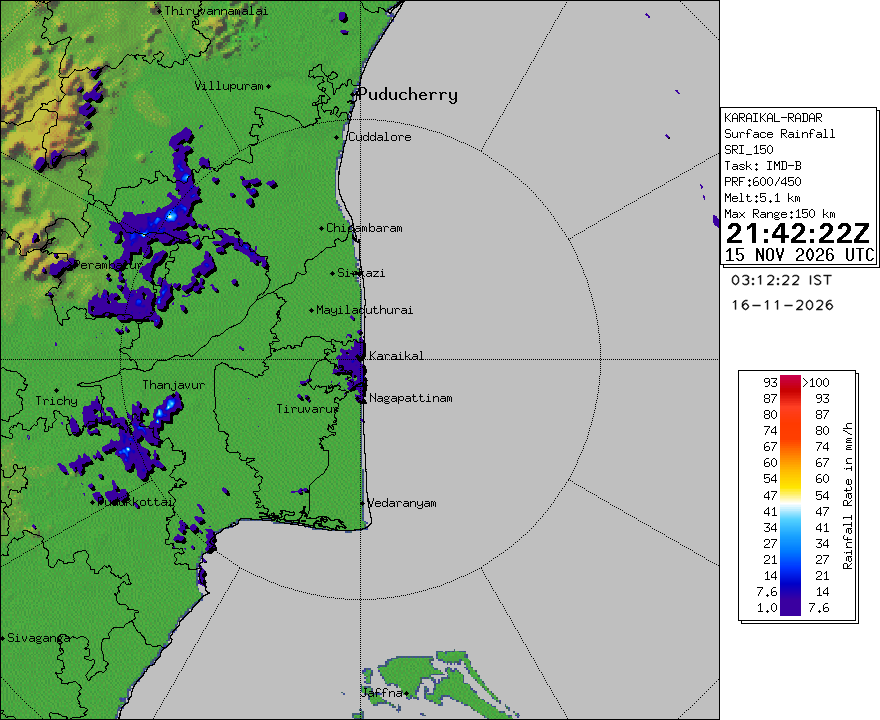 Thiruvannamalai
Villupuram
Puducherry
Cuddalore
Chidambaram
Sirkazi
Mayiladuthurai
Karaikal
Thanjavur
Trichy
Nagapattinam
Tiruvarur
Pudukkottai
Vedaranyam
Sivaganga
Jaffna
KARAIKAL-RADAR
Surface Rainfall
SRI_150
Task: IMD-B
PRF:600/450
Melt:5.1 km
Max Range:150 km
21:42:22Z
15 NOV 2026 UTC
03:12:22 IST
16-11-2026
93 >100
87 93
80 87
74 80
67 74
60 67
54 60
47 54
41 47
34 41
27 34
21 27
14 21
7.6 14
1.0 7.6
Rainfall Rate in mm/h